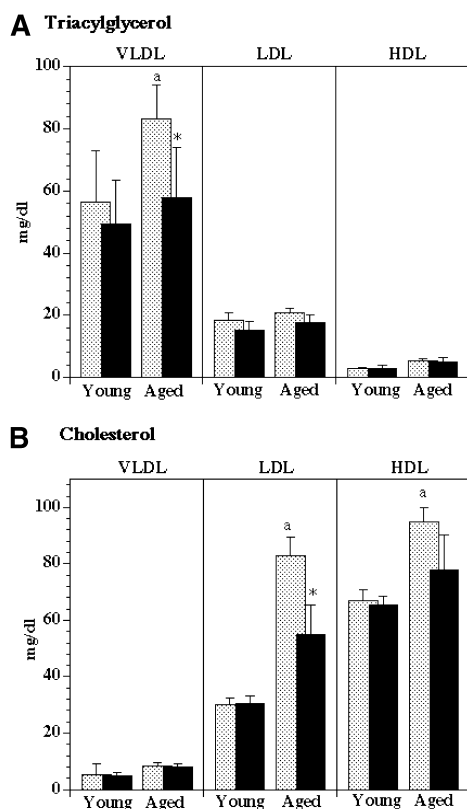 A Triacylglycerol
VLDL LDL HDL
100
a
80
*
60
mg/dl
40
20
0
Young Aged Young Aged Young Aged
B Cholesterol
VLDL LDL HDL
100
a
a
80
*
60
mg/dl
40
20
0
Young Aged Young Aged Young Aged